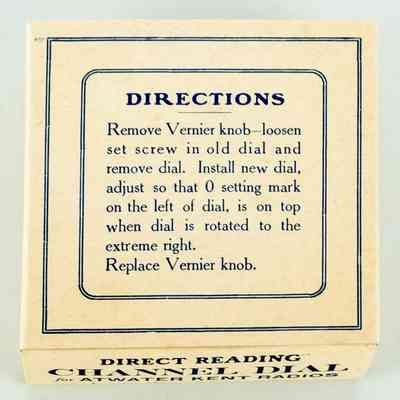 DIRECTIONS
Remove Vernier knob—loosen
set screw in old dial and
remove dial. Install new dial,
adjust so that 0 setting mark
on the left of dial, is on top
when dial is rotated to the
extreme right.
Replace Vernier knob.
DIRECT READING
CHANNEL DIAL
for ATWATER KENT RADIOS